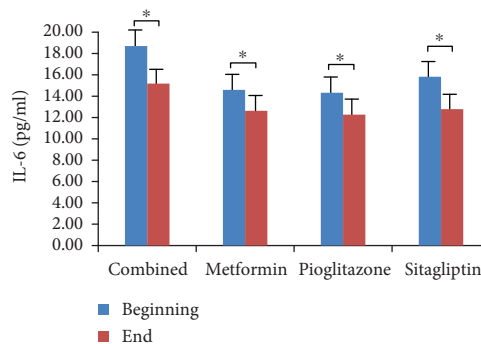 * * * *
20.00
18.00
16.00
14.00
12.00
10.00
8.00
6.00
4.00
2.00
0.00
IL-6 (pg/ml)
Combined Metformin Pioglitazone Sitagliptin
Beginning
End